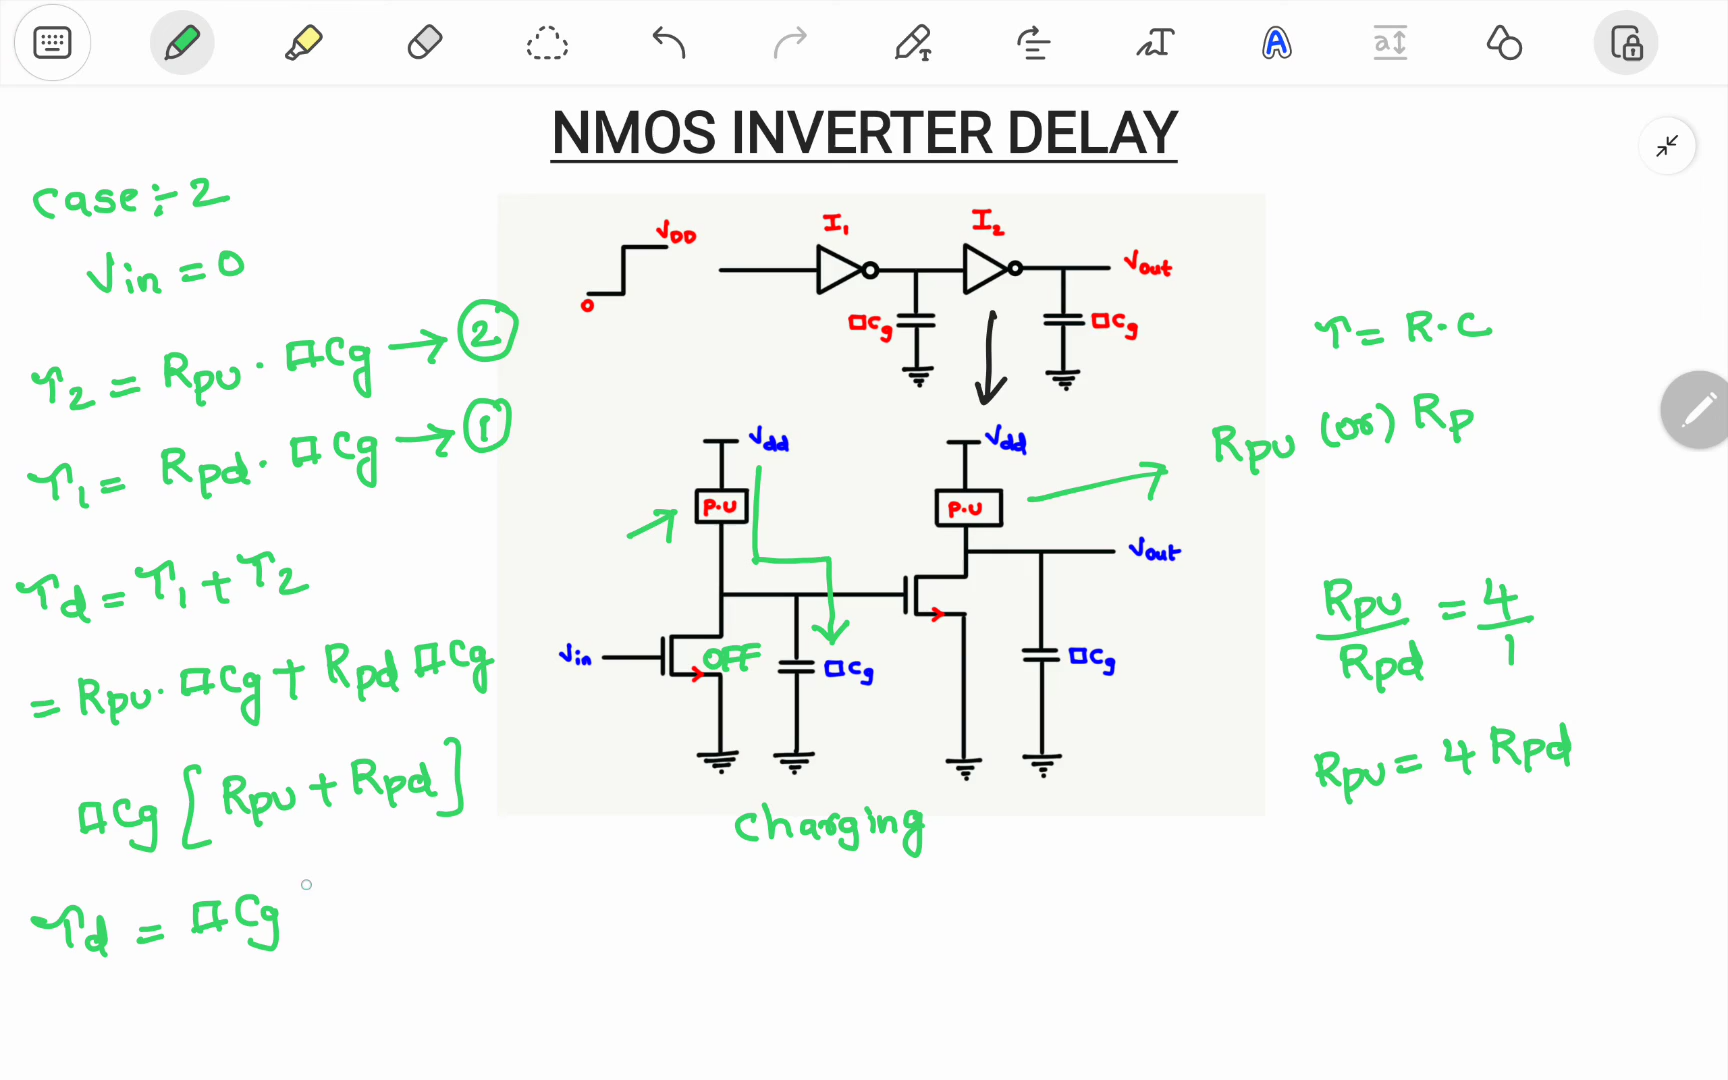 NMOS INVERTER DELAY
Case :- 2
Vin = 0
τ2 = Rpu . □Cg → ②
τ1 = Rpd . □Cg → ①
τd = τ1 + τ2
= Rpu . □Cg + Rpd □Cg
□Cg [Rpu + Rpd]
τd = □Cg
VDD
0
I1
I2
Vout
□Cg
□Cg
Vdd
P.U
Vin
OFF
□Cg
Vdd
P.U
Vout
□Cg
Charging
τ = R.C
Rpu (or) Rp
Rpu/Rpd = 4/1
Rpu = 4 Rpd